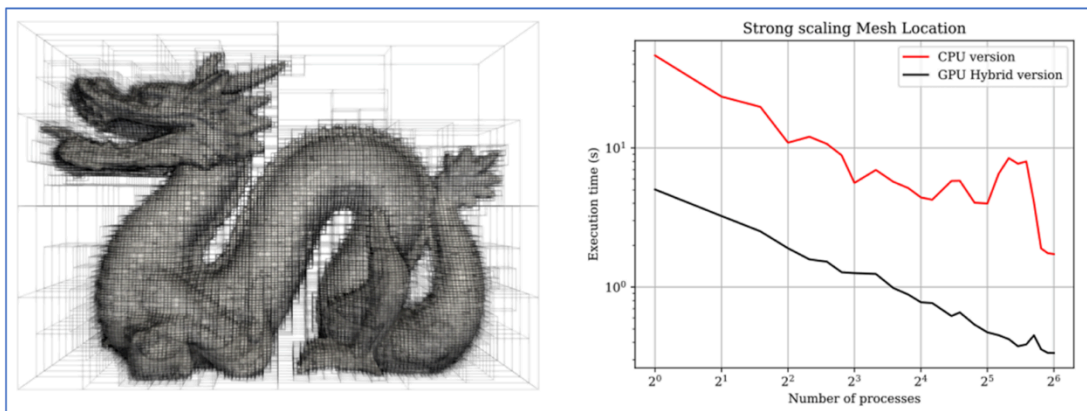 Strong scaling Mesh Location
CPU version
GPU Hybrid version
Execution time (s)
10¹
10⁰
2⁰ 2¹ 2² 2³ 2⁴ 2⁵ 2⁶
Number of processes